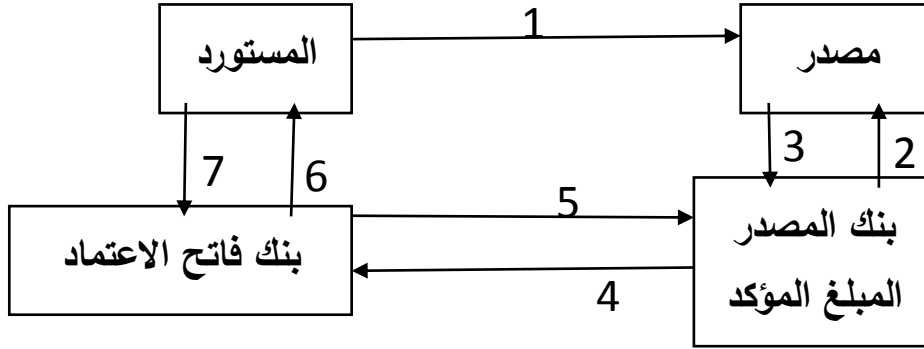 1
المستورد
مصدر
7
6
3
2
5
بنك فاتح الاعتماد
بنك المصدر
المبلغ المؤكد
4